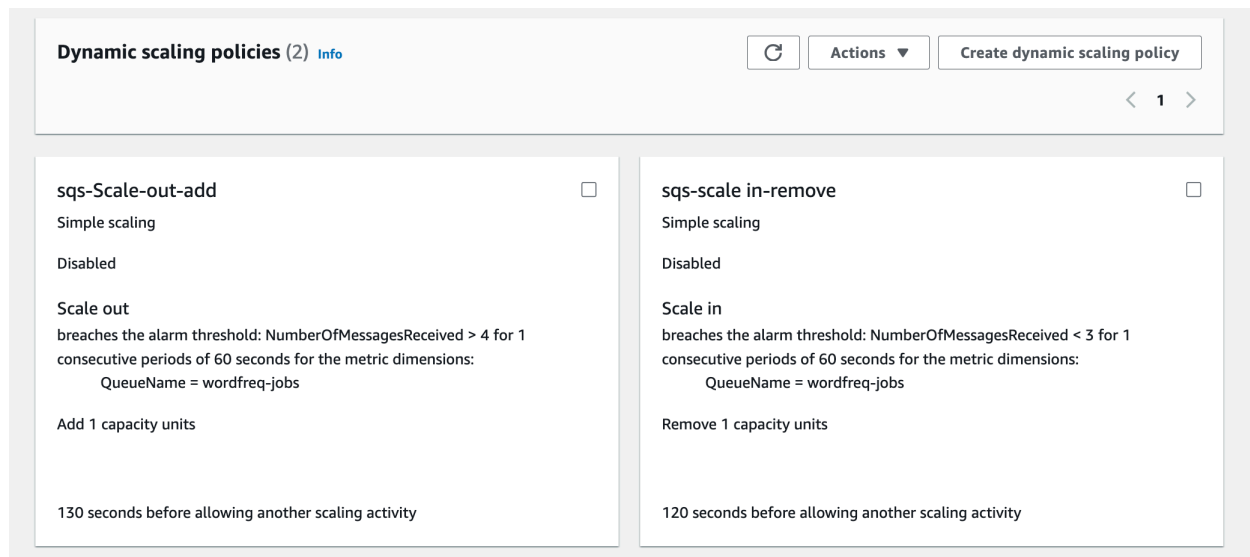 Dynamic scaling policies (2) Info
Actions
Create dynamic scaling policy
1
sqs-Scale-out-add
Simple scaling
Disabled
Scale out
breaches the alarm threshold: NumberOfMessagesReceived > 4 for 1
consecutive periods of 60 seconds for the metric dimensions:
QueueName = wordfreq-jobs
Add 1 capacity units
130 seconds before allowing another scaling activity
sqs-scale in-remove
Simple scaling
Disabled
Scale in
breaches the alarm threshold: NumberOfMessagesReceived < 3 for 1
consecutive periods of 60 seconds for the metric dimensions:
QueueName = wordfreq-jobs
Remove 1 capacity units
120 seconds before allowing another scaling activity